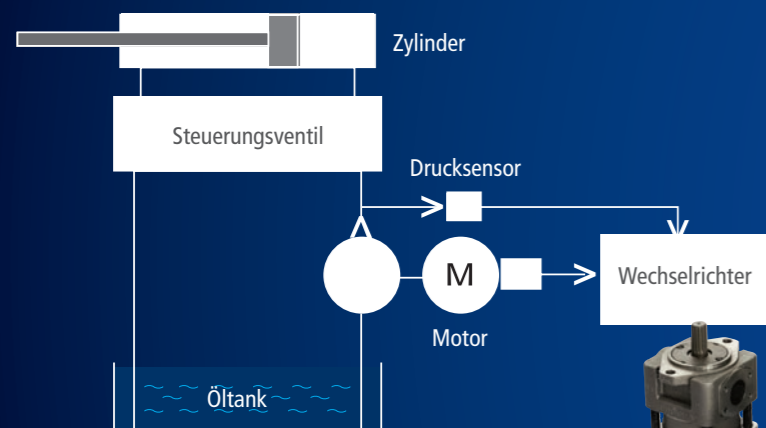 Zylinder
Steuerungsventil
Drucksensor
M
Wechselrichter
Motor
Öltank